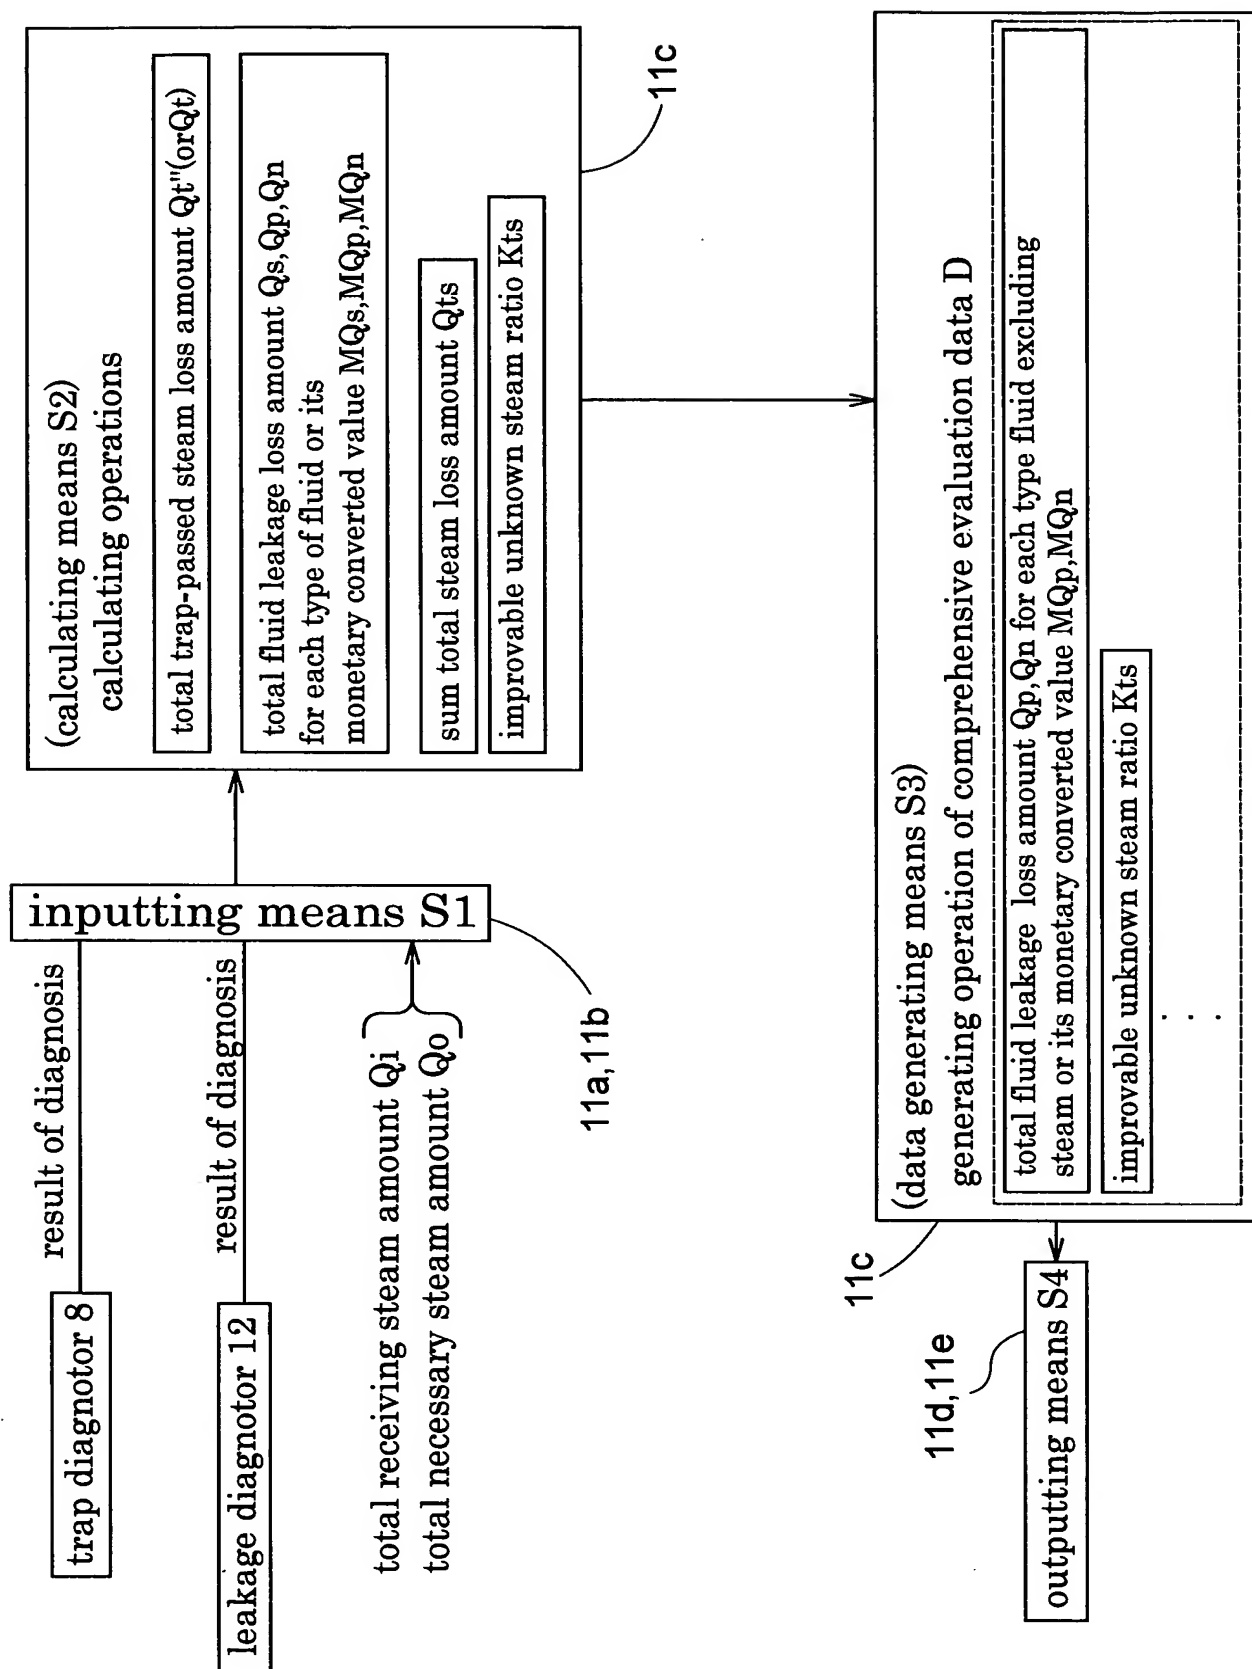 trap diagnotor 8
result of diagnosis
leakage diagnotor 12
result of diagnosis
total receiving steam amount Qi
total necessary steam amount Qo
inputting means S1
11a,11b
(calculating means S2)
calculating operations
total trap-passed steam loss amount Qt"(orQt)
total fluid leakage loss amount Qs,Qp,Qn
for each type of fluid or its
monetary converted value MQs,MQp,MQn
sum total steam loss amount Qts
improvable unknown steam ratio Kts
11c
(data generating means S3)
generating operation of comprehensive evaluation data D
total fluid leakage loss amount Qp,Qn for each type fluid excluding
steam or its monetary converted value MQp,MQn
improvable unknown steam ratio Kts
. . .
11c
outputting means S4
11d,11e